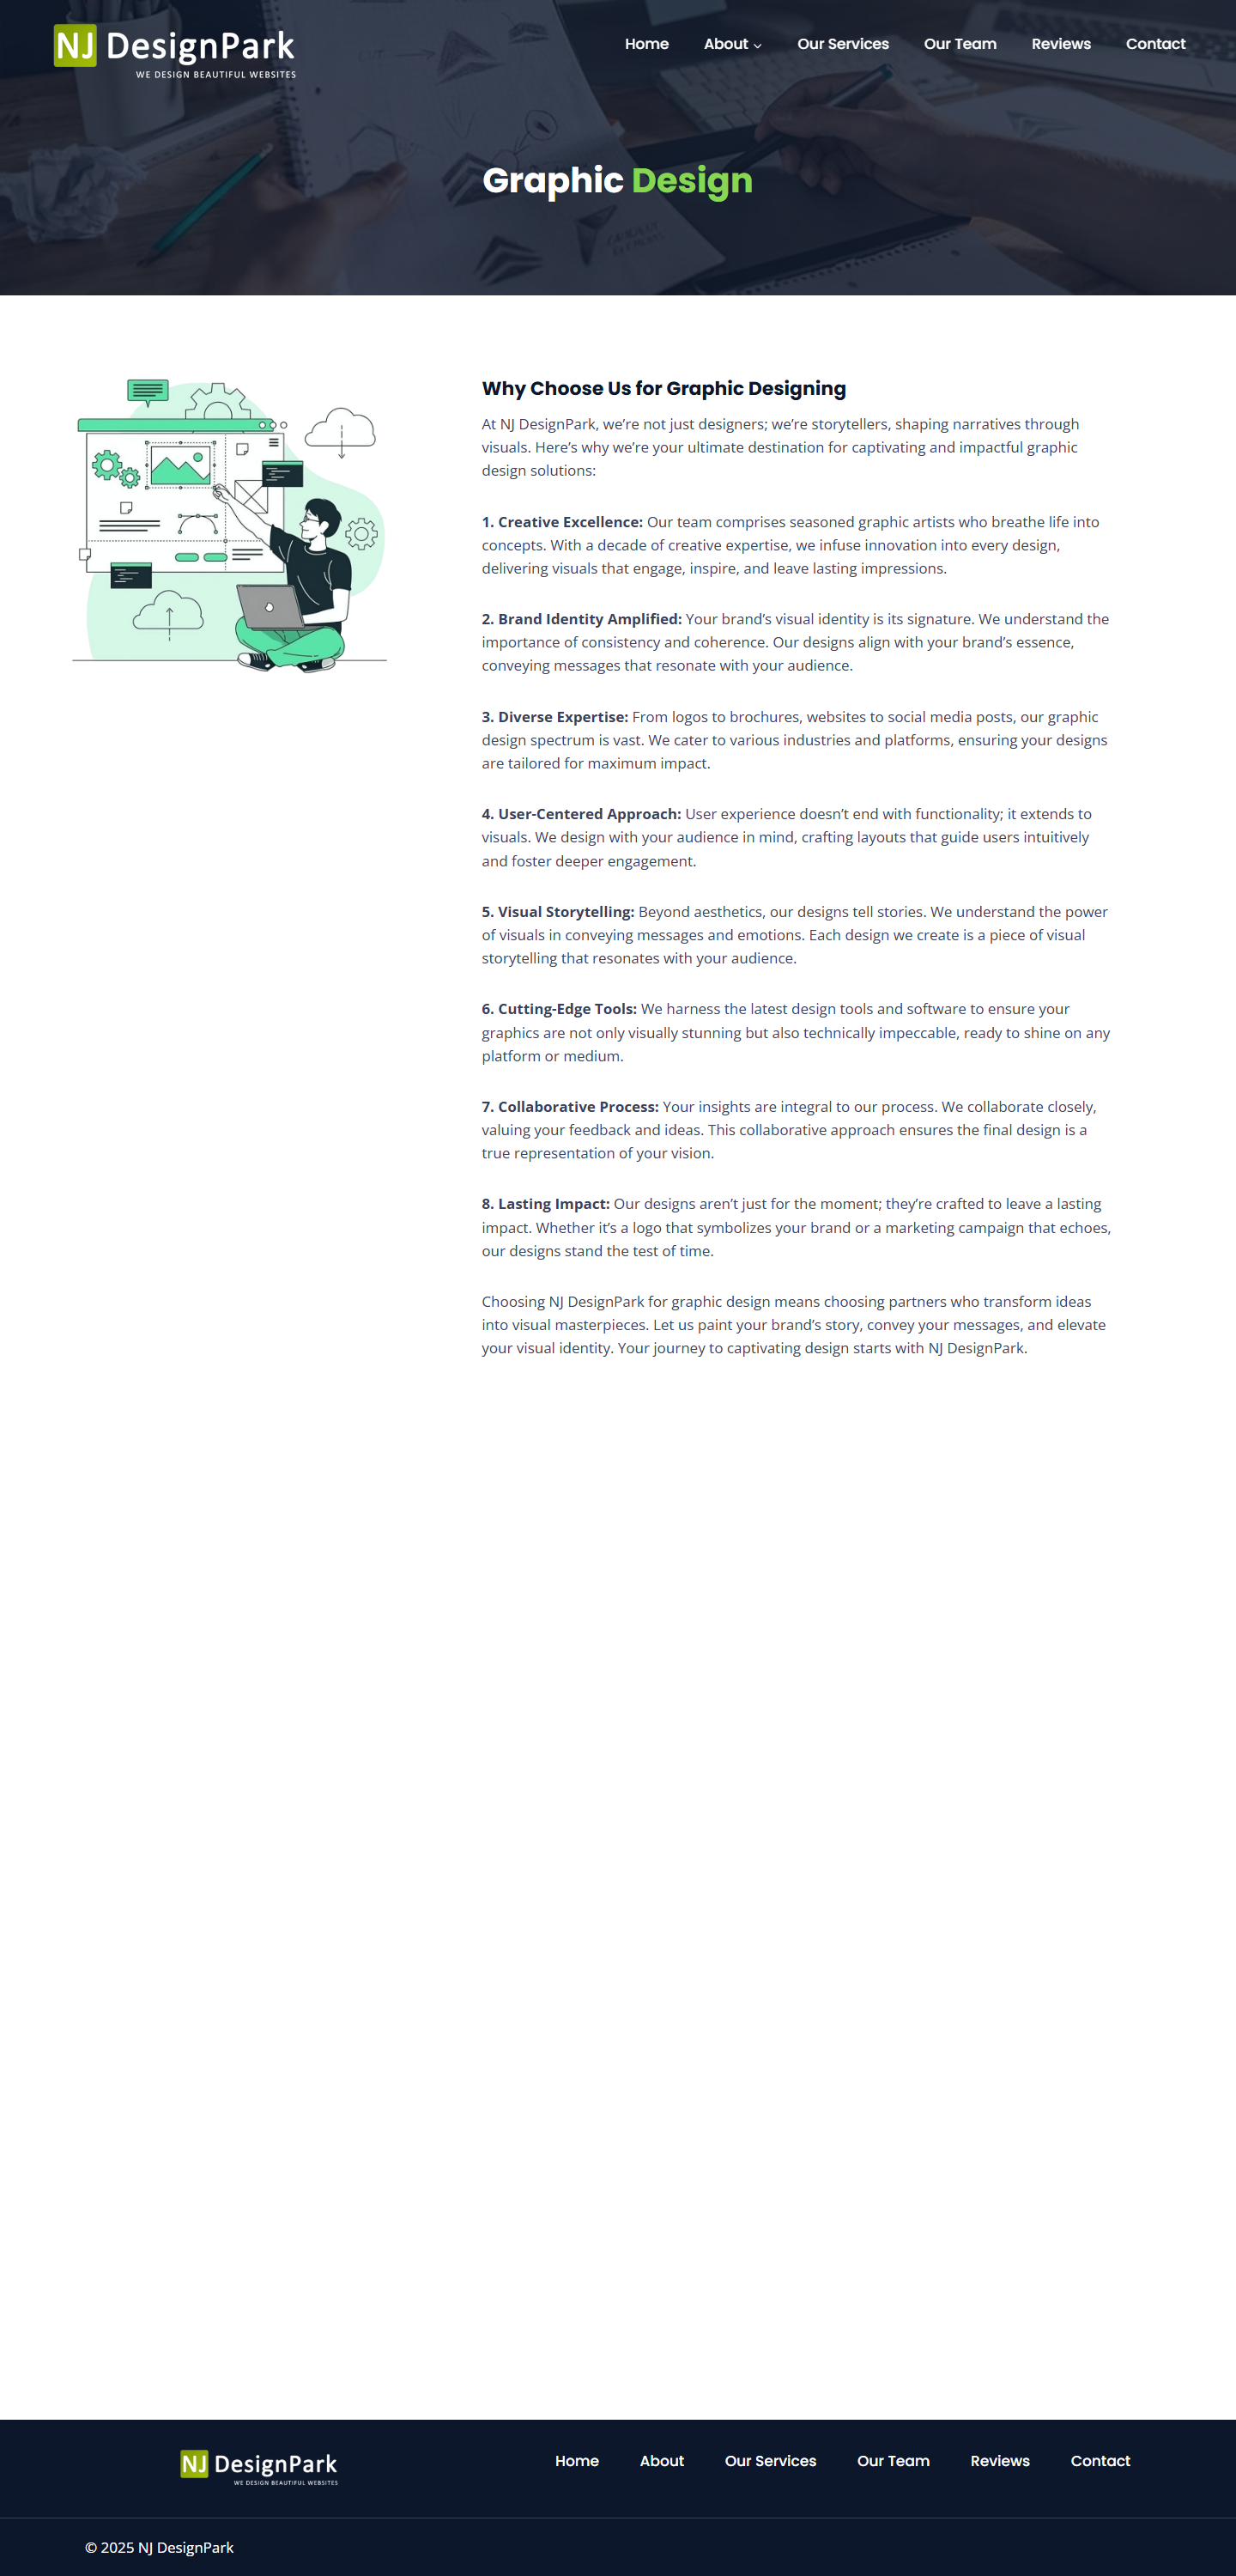 NJ DesignPark
WE DESIGN BEAUTIFUL WEBSITES
Home About Our Services Our Team Reviews Contact
Graphic Design
Why Choose Us for Graphic Designing
At NJ DesignPark, we’re not just designers; we’re storytellers, shaping narratives through
visuals. Here’s why we’re your ultimate destination for captivating and impactful graphic
design solutions:
1. Creative Excellence: Our team comprises seasoned graphic artists who breathe life into
concepts. With a decade of creative expertise, we infuse innovation into every design,
delivering visuals that engage, inspire, and leave lasting impressions.
2. Brand Identity Amplified: Your brand’s visual identity is its signature. We understand the
importance of consistency and coherence. Our designs align with your brand’s essence,
conveying messages that resonate with your audience.
3. Diverse Expertise: From logos to brochures, websites to social media posts, our graphic
design spectrum is vast. We cater to various industries and platforms, ensuring your designs
are tailored for maximum impact.
4. User-Centered Approach: User experience doesn’t end with functionality; it extends to
visuals. We design with your audience in mind, crafting layouts that guide users intuitively
and foster deeper engagement.
5. Visual Storytelling: Beyond aesthetics, our designs tell stories. We understand the power
of visuals in conveying messages and emotions. Each design we create is a piece of visual
storytelling that resonates with your audience.
6. Cutting-Edge Tools: We harness the latest design tools and software to ensure your
graphics are not only visually stunning but also technically impeccable, ready to shine on any
platform or medium.
7. Collaborative Process: Your insights are integral to our process. We collaborate closely,
valuing your feedback and ideas. This collaborative approach ensures the final design is a
true representation of your vision.
8. Lasting Impact: Our designs aren’t just for the moment; they’re crafted to leave a lasting
impact. Whether it’s a logo that symbolizes your brand or a marketing campaign that echoes,
our designs stand the test of time.
Choosing NJ DesignPark for graphic design means choosing partners who transform ideas
into visual masterpieces. Let us paint your brand’s story, convey your messages, and elevate
your visual identity. Your journey to captivating design starts with NJ DesignPark.
NJ DesignPark
WE DESIGN BEAUTIFUL WEBSITES
Home About Our Services Our Team Reviews Contact
© 2025 NJ DesignPark